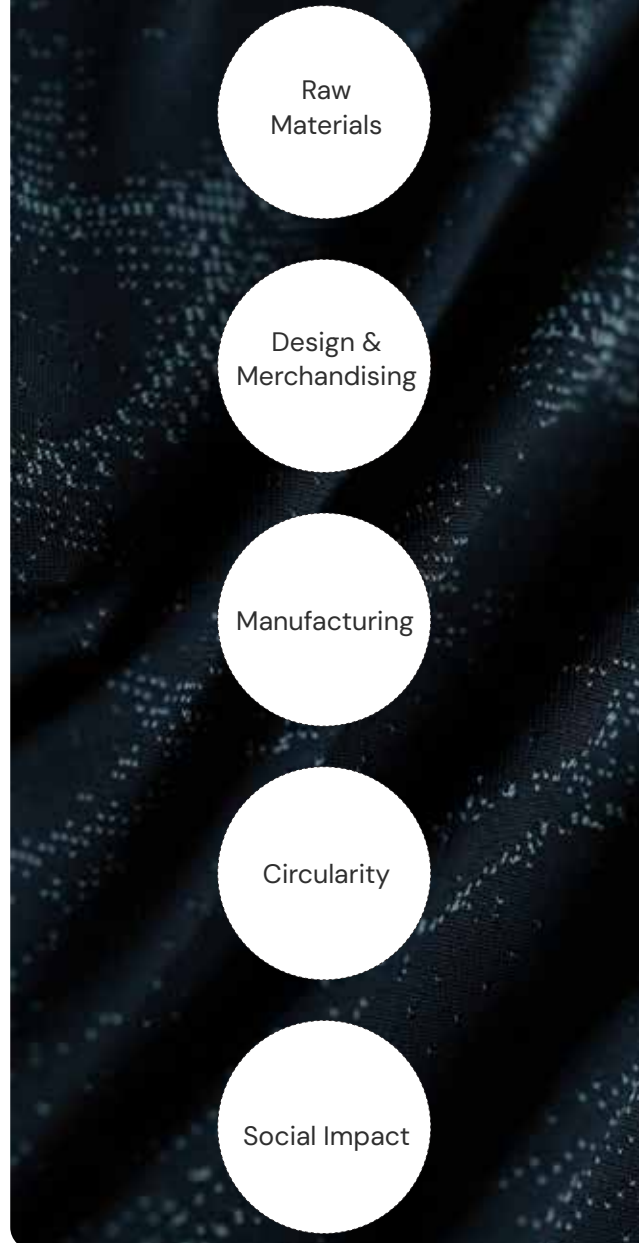 Raw
Materials
Design &
Merchandising
Manufacturing
Circularity
Social Impact